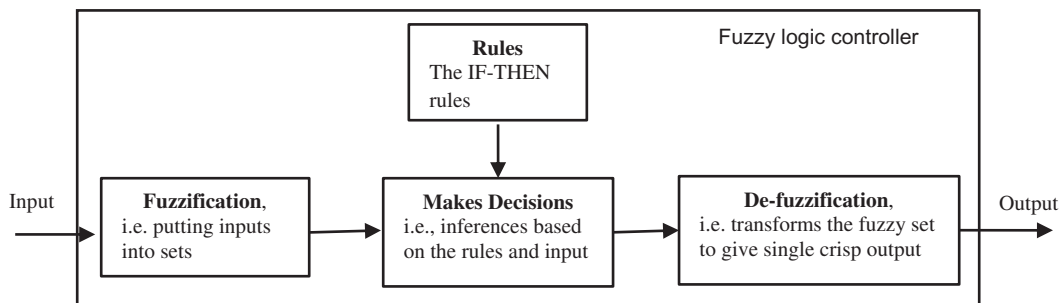 Fuzzy logic controller
Rules
The IF-THEN
rules
Input
Fuzzification,
i.e. putting inputs
into sets
Makes Decisions
i.e., inferences based
on the rules and input
De-fuzzification,
i.e. transforms the fuzzy set
to give single crisp output
Output